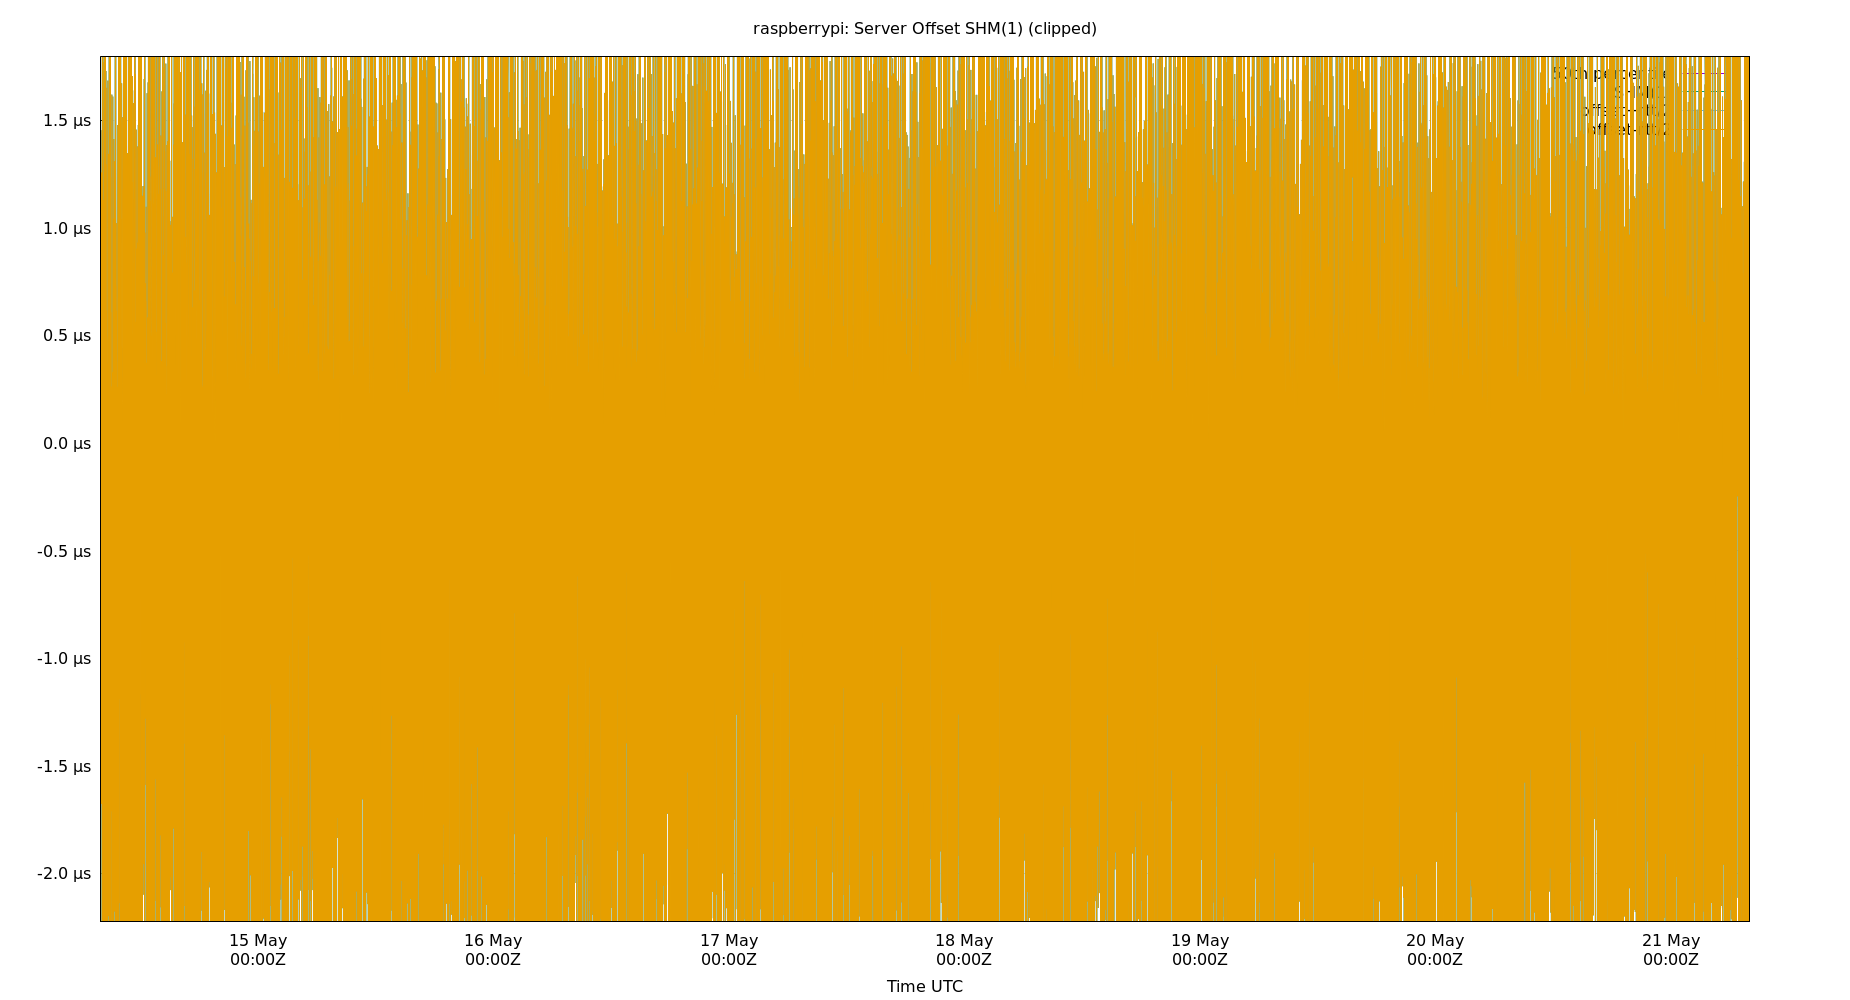 raspberrypi: Server Offset SHM(1) (clipped)
1.5 µs
1.0 µs
0.5 µs
0.0 µs
-0.5 µs
-1.0 µs
-1.5 µs
-2.0 µs
15 May 16 May 17 May 18 May 19 May 20 May 21 May
00:00Z 00:00Z 00:00Z 00:00Z 00:00Z 00:00Z 00:00Z
Time UTC